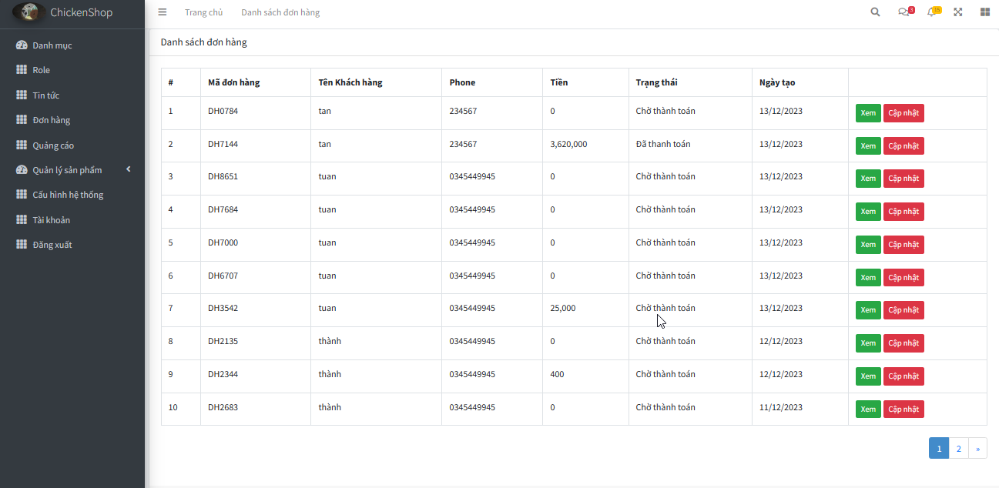 ChickenShop
Trang chủ Danh sách đơn hàng
3 15
Danh mục
Role
Tin tức
Đơn hàng
Quảng cáo
Quản lý sản phẩm
Cấu hình hệ thống
Tài khoản
Đăng xuất
Danh sách đơn hàng
# Mã đơn hàng Tên Khách hàng Phone Tiền Trạng thái Ngày tạo
1 DH0784 tan 234567 0 Chờ thành toán 13/12/2023 Xem Cập nhật
2 DH7144 tan 234567 3,620,000 Đã thanh toán 13/12/2023 Xem Cập nhật
3 DH8651 tuan 0345449945 0 Chờ thành toán 13/12/2023 Xem Cập nhật
4 DH7684 tuan 0345449945 0 Chờ thành toán 13/12/2023 Xem Cập nhật
5 DH7000 tuan 0345449945 0 Chờ thành toán 13/12/2023 Xem Cập nhật
6 DH6707 tuan 0345449945 0 Chờ thành toán 13/12/2023 Xem Cập nhật
7 DH3542 tuan 0345449945 25,000 Chờ thành toán 13/12/2023 Xem Cập nhật
8 DH2135 thành 0345449945 0 Chờ thành toán 12/12/2023 Xem Cập nhật
9 DH2344 thành 0345449945 400 Chờ thành toán 12/12/2023 Xem Cập nhật
10 DH2683 thành 0345449945 0 Chờ thành toán 11/12/2023 Xem Cập nhật
1 2 »